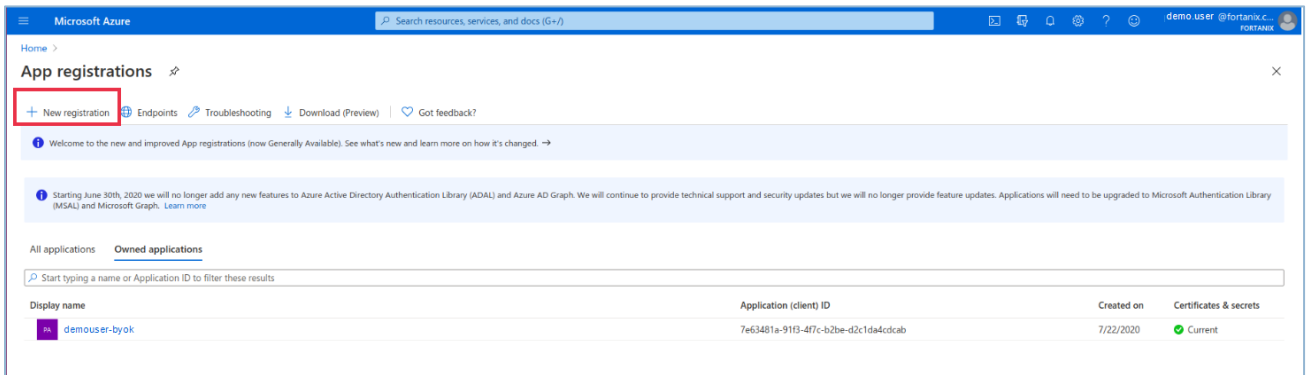 Microsoft Azure
Search resources, services, and docs (G+/)
demo.user @fortanix.c...
FORTANIX
Home >
App registrations
New registration
Endpoints
Troubleshooting
Download (Preview)
Got feedback?
Welcome to the new and improved App registrations (now Generally Available). See what's new and learn more on how it's changed. →
Starting June 30th, 2020 we will no longer add any new features to Azure Active Directory Authentication Library (ADAL) and Azure AD Graph. We will continue to provide technical support and security updates but we will no longer provide feature updates. Applications will need to be upgraded to Microsoft Authentication Library
(MSAL) and Microsoft Graph. Learn more
All applications Owned applications
Start typing a name or Application ID to filter these results
Display name Application (client) ID Created on Certificates & secrets
PA demouser-byok 7e63481a-91f3-4f7c-b2be-d2c1da4cdcab 7/22/2020 Current